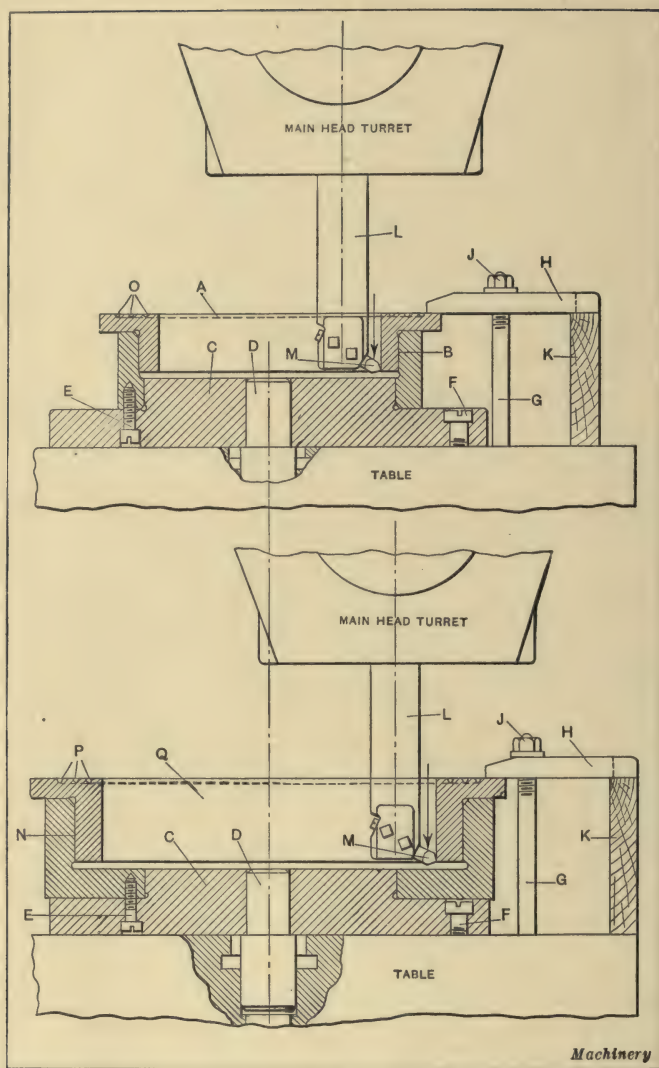 MAIN HEAD TURRET
L
J
H
O
A
C
D
M
B
K
E
F
G
TABLE
MAIN HEAD TURRET
L
J
H
P
Q
N
C
D
M
K
E
F
G
TABLE
Machinery